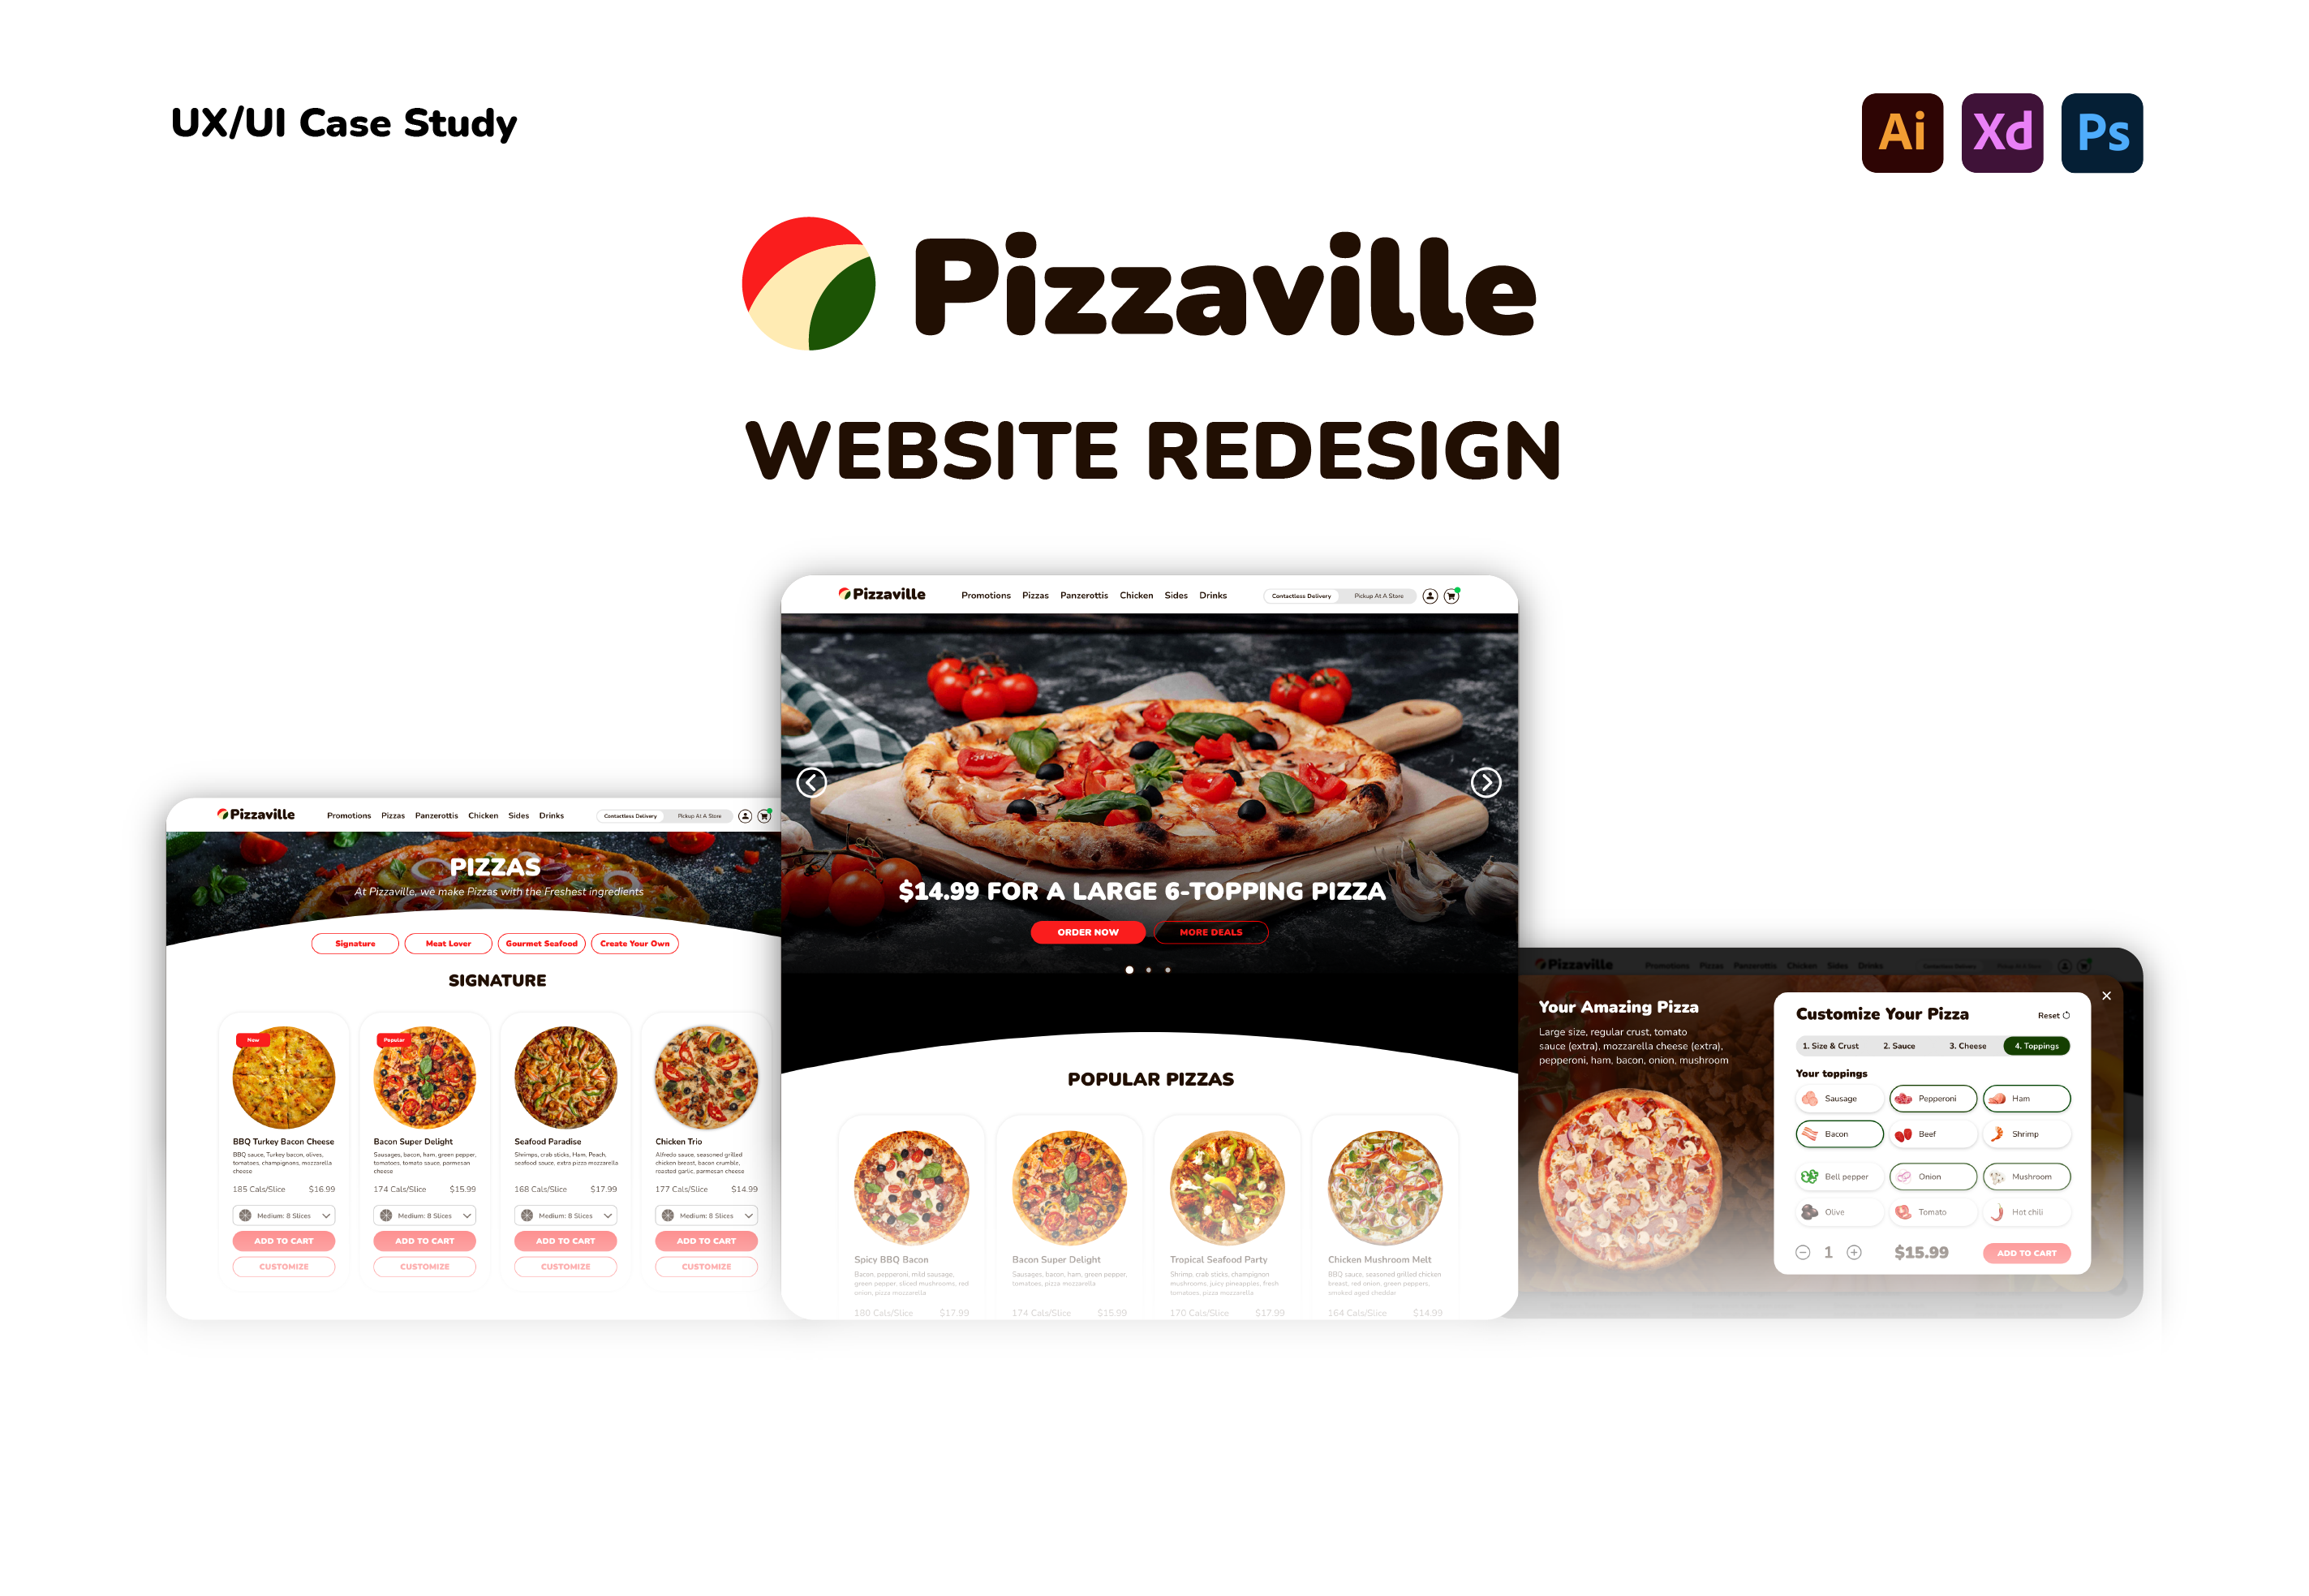 UX/UI Case Study
Ai Xd Ps
Pizzaville
WEBSITE REDESIGN
Pizzaville
Promotions Pizzas Panzerottis Chicken Sides Drinks
Contactless Delivery Pickup At A Store
PIZZAS
At Pizzaville, we make Pizzas with the Freshest ingredients
Signature Meat Lover Gourmet Seafood Create Your Own
SIGNATURE
New
BBQ Turkey Bacon Cheese
BBQ sauce, Turkey bacon, olives,
tomatoes, champignons, mozzarella
cheese
185 Cals/Slice $16.99
Medium: 8 Slices
ADD TO CART
CUSTOMIZE
Popular
Bacon Super Delight
Sausages, bacon, ham, green pepper,
tomatoes, tomato sauce, parmesan
cheese
174 Cals/Slice $15.99
Medium: 8 Slices
ADD TO CART
CUSTOMIZE
Seafood Paradise
Shrimps, crab sticks, Ham, Peach,
seafood sauce, extra pizza mozzarella
168 Cals/Slice $17.99
Medium: 8 Slices
ADD TO CART
CUSTOMIZE
Chicken Trio
Alfredo sauce, seasoned grilled
chicken breast, bacon crumble,
roasted garlic, parmesan cheese
177 Cals/Slice $14.99
Medium: 8 Slices
ADD TO CART
CUSTOMIZE
Pizzaville
Promotions Pizzas Panzerottis Chicken Sides Drinks
Contactless Delivery Pickup At A Store
$14.99 FOR A LARGE 6-TOPPING PIZZA
ORDER NOW MORE DEALS
POPULAR PIZZAS
Spicy BBQ Bacon
Bacon, pepperoni, mild sausage,
green pepper, sliced mushrooms, red
onion, pizza mozzarella
180 Cals/Slice $17.99
Bacon Super Delight
Sausages, bacon, ham, green pepper,
tomatoes, pizza mozzarella
174 Cals/Slice $15.99
Tropical Seafood Party
Shrimp, crab sticks, champignon
mushrooms, juicy pineapples, fresh
tomatoes, pizza mozzarella
170 Cals/Slice $17.99
Chicken Mushroom Melt
BBQ sauce, seasoned grilled chicken
breast, red onion, green peppers,
smoked aged cheddar
164 Cals/Slice $14.99
Pizzaville
Promotions Pizzas Panzerottis Chicken Sides Drinks
Contactless Delivery Pickup At A Store
Your Amazing Pizza
Large size, regular crust, tomato
sauce (extra), mozzarella cheese (extra),
pepperoni, ham, bacon, onion, mushroom
Customize Your Pizza
Reset
1. Size & Crust 2. Sauce 3. Cheese 4. Toppings
Your toppings
Sausage Pepperoni Ham
Bacon Beef Shrimp
Bell pepper Onion Mushroom
Olive Tomato Hot chili
1 $15.99 ADD TO CART